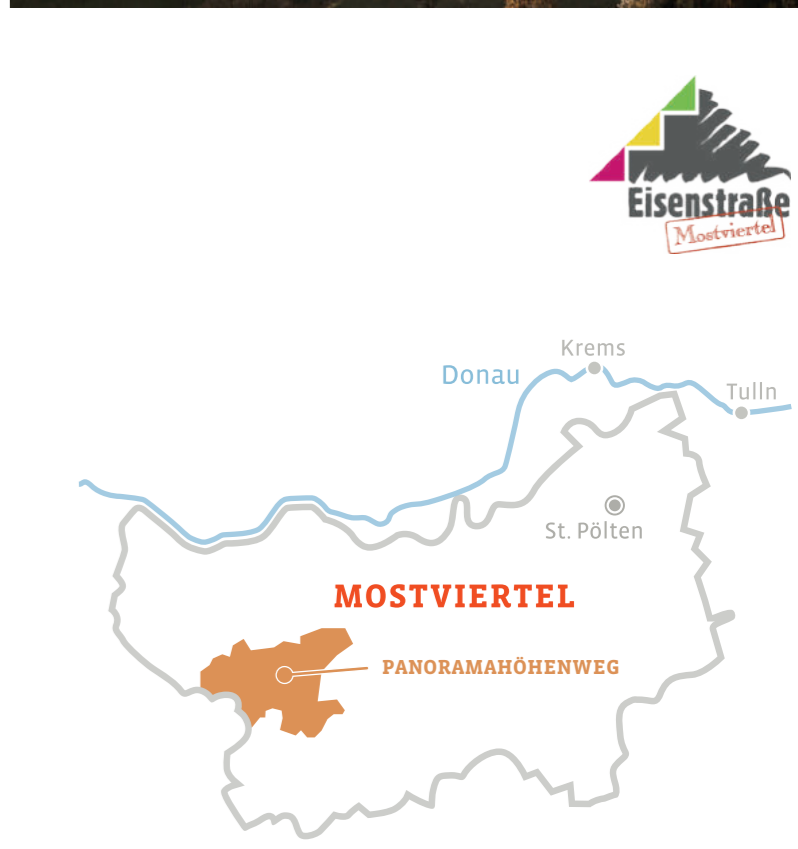 Eisenstraße
Mostviertel
Krems
Donau
Tulln
St. Pölten
MOSTVIERTEL
PANORAMAHÖHENWEG